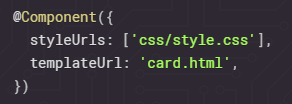 @Component({
  styleUrls: ['css/style.css'],
  templateUrl: 'card.html',
})